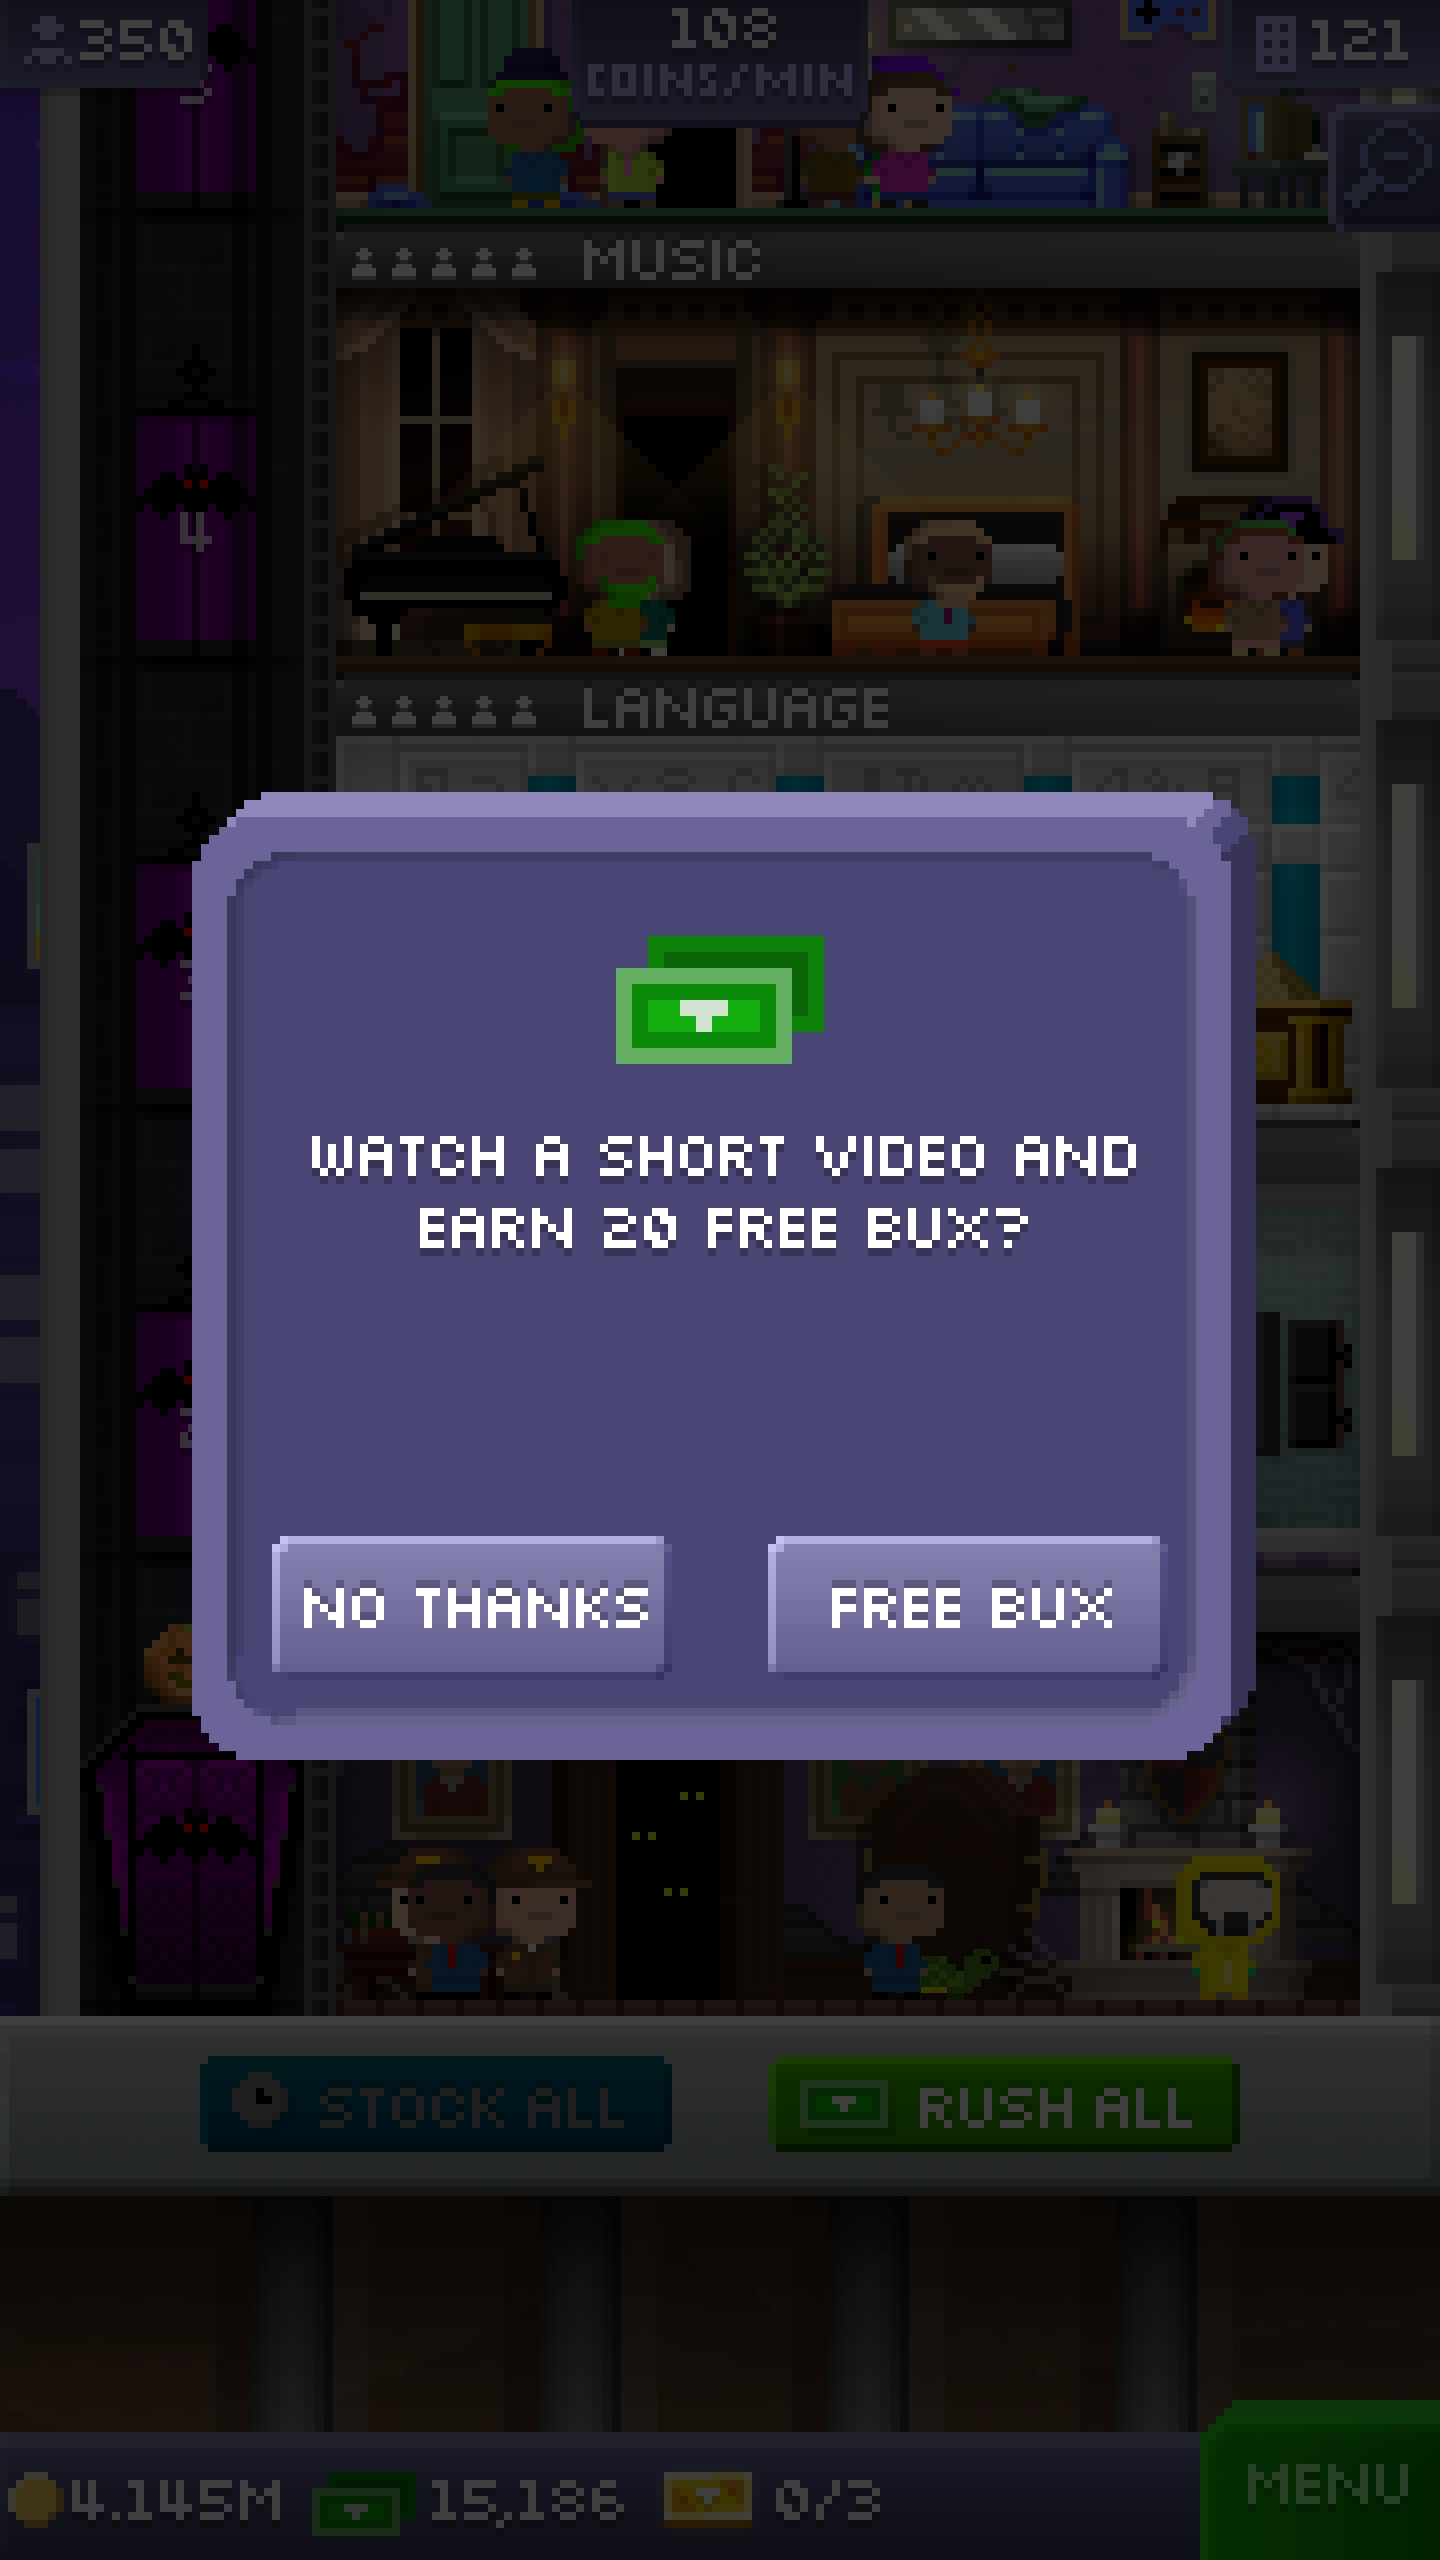 350
108
COINS/MIN
121
MUSIC
4
LANGUAGE
WATCH A SHORT VIDEO AND
EARN 20 FREE BUX?
NO THANKS
FREE BUX
STOCK ALL
RUSH ALL
4.145M
15,186
0/3
MENU